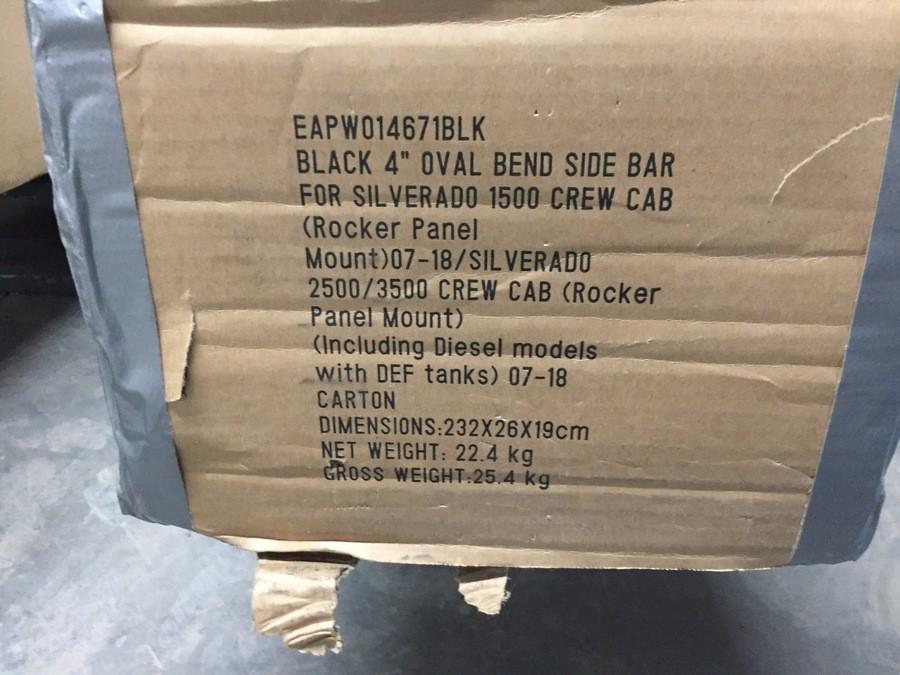 EAPW014671BLK
BLACK 4" OVAL BEND SIDE BAR
FOR SILVERADO 1500 CREW CAB
(Rocker Panel
Mount)07-18/SILVERADO
2500/3500 CREW CAB (Rocker
Panel Mount)
(Including Diesel models
with DEF tanks) 07-18
CARTON
DIMENSIONS:232X26X19cm
NET WEIGHT: 22.4 kg
GROSS WEIGHT:25.4 kg